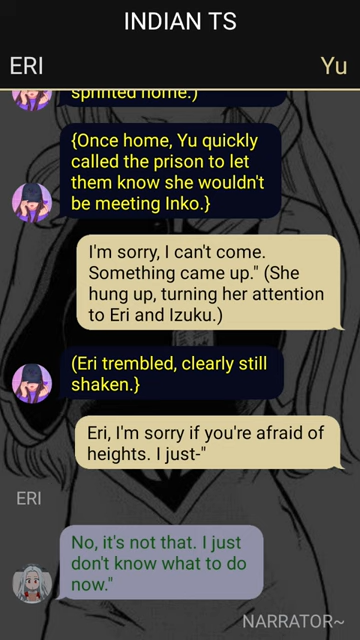 INDIAN TS
ERI
Yu
sprinted home.)
{Once home, Yu quickly
called the prison to let
them know she wouldn't
be meeting Inko.}
I'm sorry, I can't come.
Something came up." (She
hung up, turning her attention
to Eri and Izuku.)
(Eri trembled, clearly still
shaken.}
Eri, I'm sorry if you're afraid of
heights. I just-"
ERI
No, it's not that. I just
don't know what to do
now."
NARRATOR~